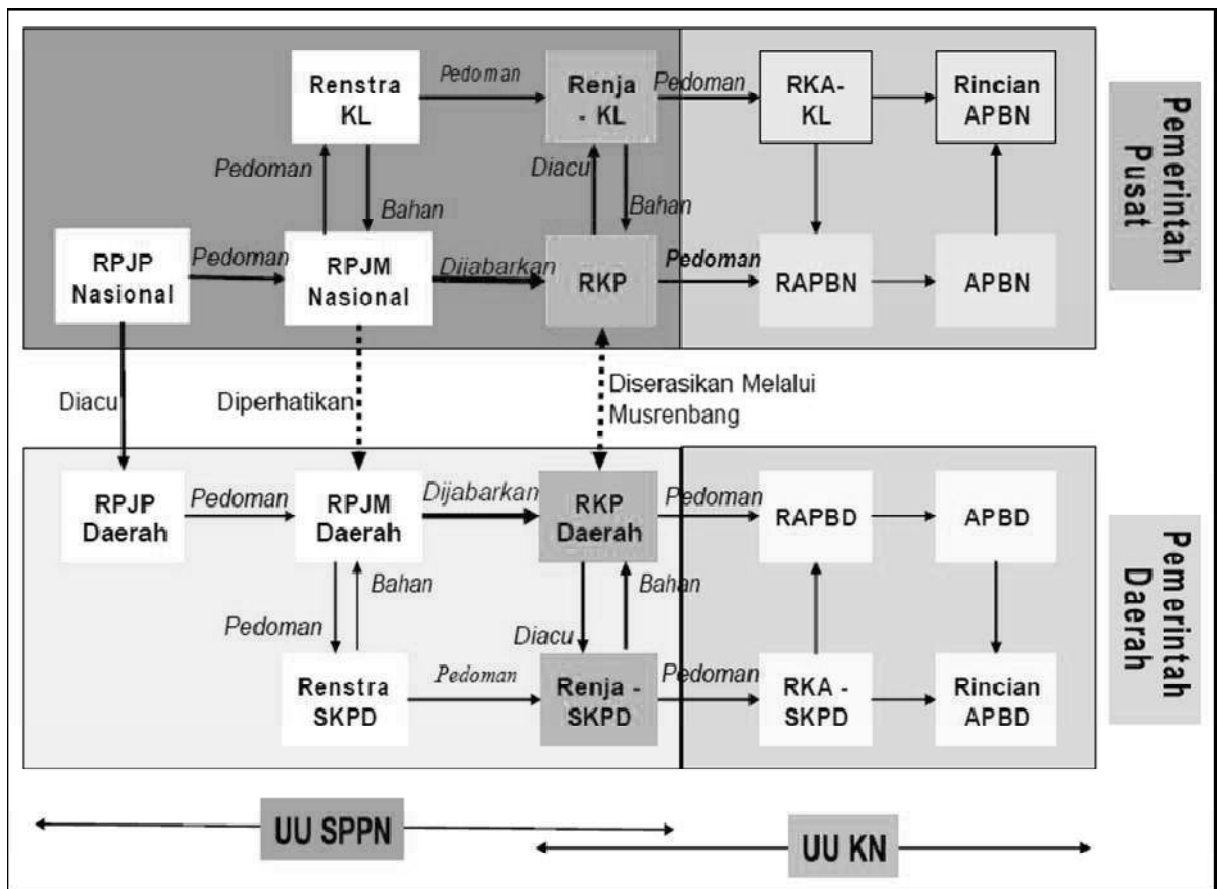 Renstra
KL
Pedoman
Renja
- KL
Pedoman
RKA-
KL
Rincian
APBN
Pedoman
Bahan
Diacu
Bahan
RPJP
Nasional
Pedoman
RPJM
Nasional
Dijabarkan
RKP
Pedoman
RAPBN
APBN
Pemerintah
Pusat
Diacu
Diperhatikan
Diserasikan Melalui
Musrenbang
RPJP
Daerah
Pedoman
RPJM
Daerah
Dijabarkan
RKP
Daerah
Pedoman
RAPBD
APBD
Pedoman
Bahan
Diacu
Bahan
Renstra
SKPD
Pedoman
Renja -
SKPD
Pedoman
RKA -
SKPD
Rincian
APBD
Pemerintah
Daerah
UU SPPN
UU KN